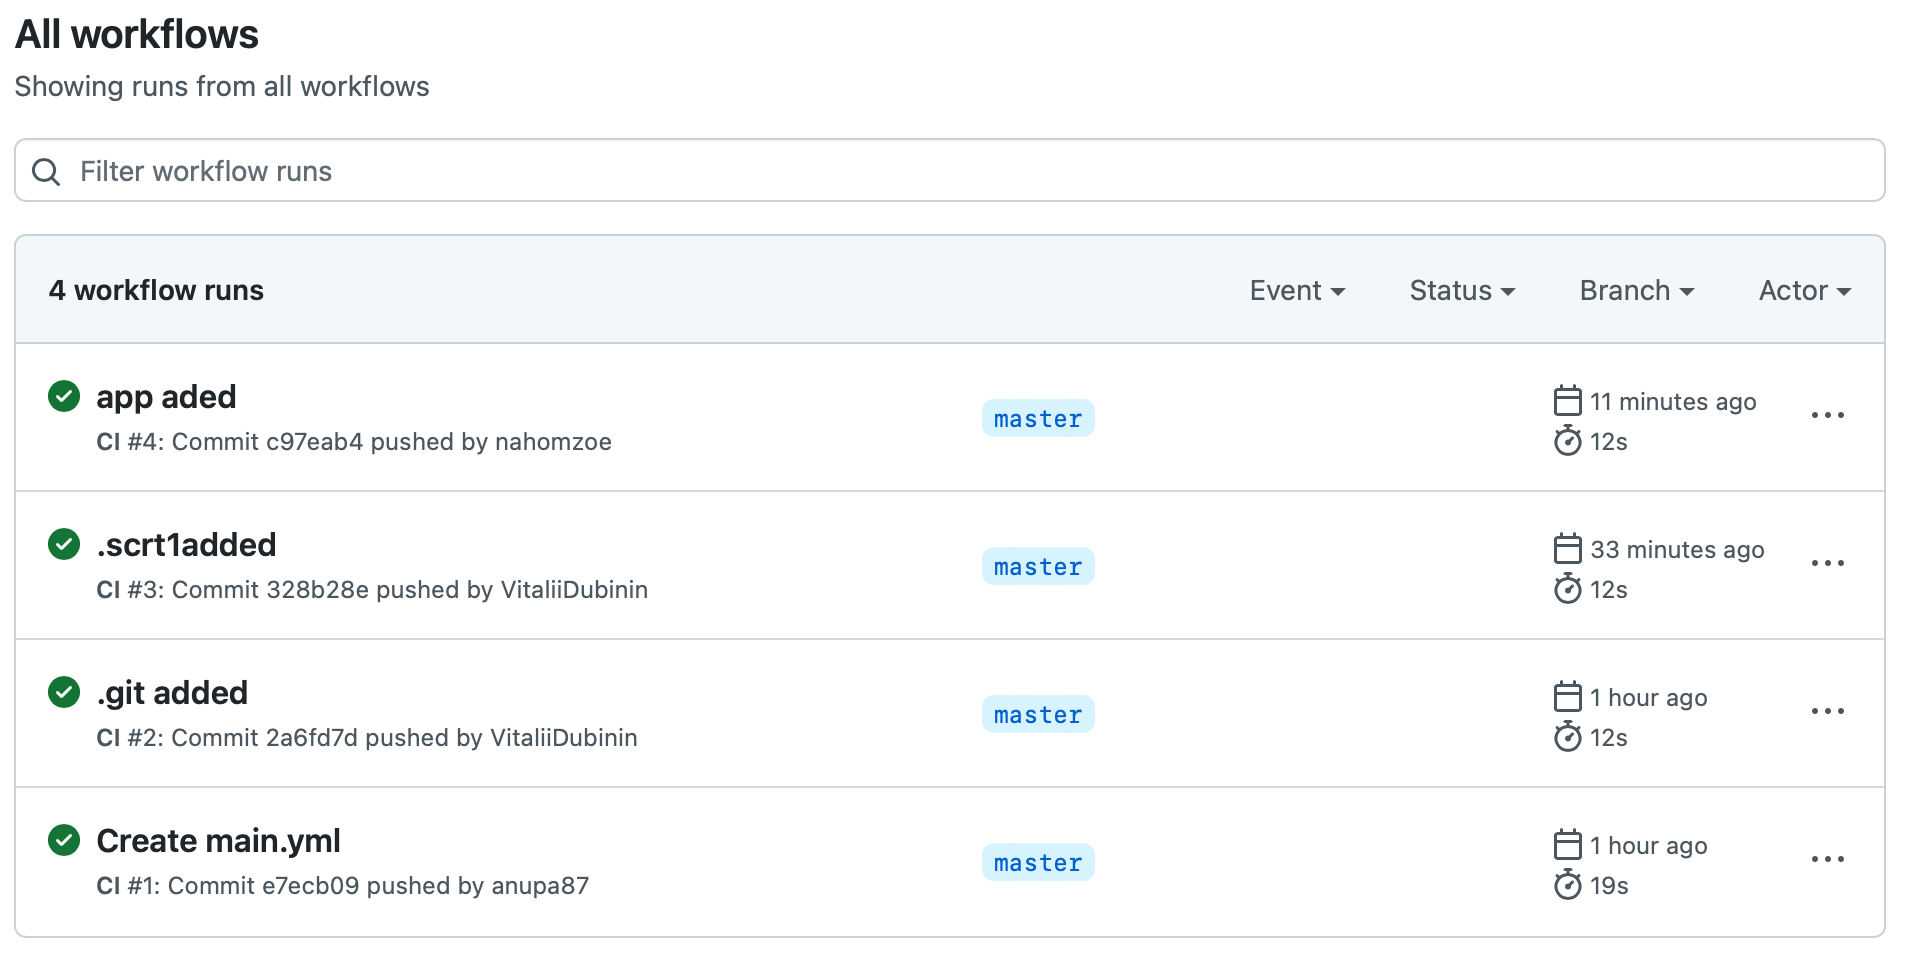 All workflows
Showing runs from all workflows
Filter workflow runs
4 workflow runs Event Status Branch Actor
app aded
CI #4: Commit c97eab4 pushed by nahomzoe
master
11 minutes ago
12s
.scrt1added
CI #3: Commit 328b28e pushed by VitaliiDubinin
master
33 minutes ago
12s
.git added
CI #2: Commit 2a6fd7d pushed by VitaliiDubinin
master
1 hour ago
12s
Create main.yml
CI #1: Commit e7ecb09 pushed by anupa87
master
1 hour ago
19s